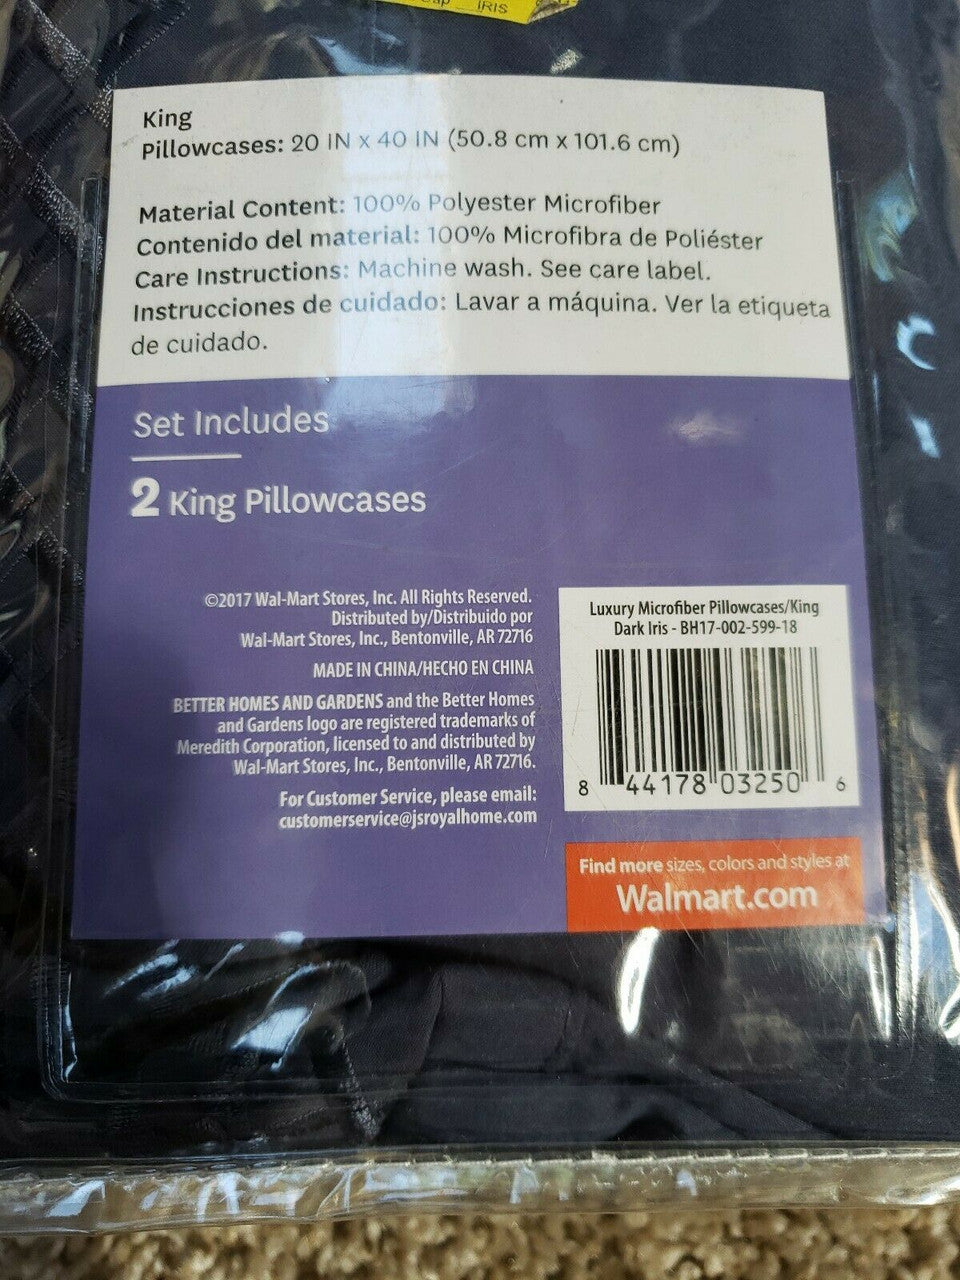 IRIS
King
Pillowcases: 20 IN x 40 IN (50.8 cm x 101.6 cm)
Material Content: 100% Polyester Microfiber
Contenido del material: 100% Microfibra de Poliéster
Care Instructions: Machine wash. See care label.
Instrucciones de cuidado: Lavar a máquina. Ver la etiqueta
de cuidado.
Set Includes
2 King Pillowcases
©2017 Wal-Mart Stores, Inc. All Rights Reserved.
Distributed by/Distribuido por
Wal-Mart Stores, Inc., Bentonville, AR 72716
MADE IN CHINA/HECHO EN CHINA
BETTER HOMES AND GARDENS and the Better Homes
and Gardens logo are registered trademarks of
Meredith Corporation, licensed to and distributed by
Wal-Mart Stores, Inc., Bentonville, AR 72716.
For Customer Service, please email:
customerservice@jsroyalhome.com
Luxury Microfiber Pillowcases/King
Dark Iris - BH17-002-599-18
8 44178 03250 6
Find more sizes, colors and styles at
Walmart.com